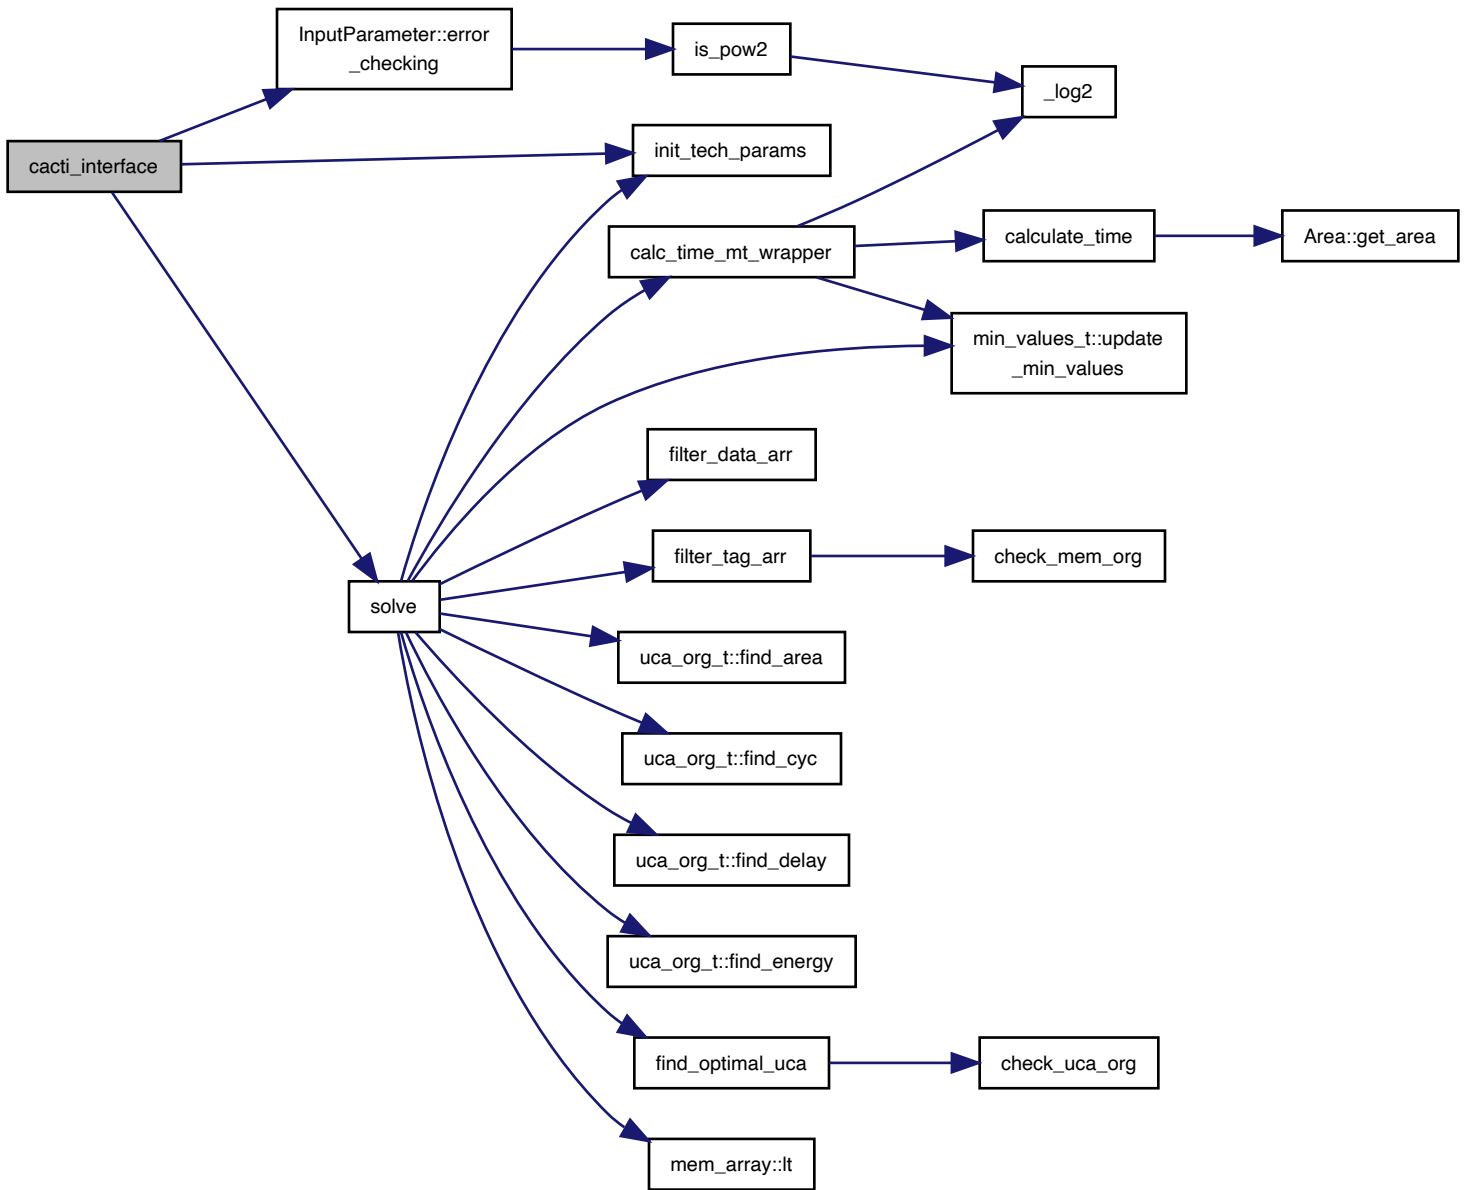 InputParameter::error
_checking
is_pow2
_log2
cacti_interface
init_tech_params
calc_time_mt_wrapper
calculate_time
Area::get_area
min_values_t::update
_min_values
filter_data_arr
filter_tag_arr
check_mem_org
solve
uca_org_t::find_area
uca_org_t::find_cyc
uca_org_t::find_delay
uca_org_t::find_energy
find_optimal_uca
check_uca_org
mem_array::lt